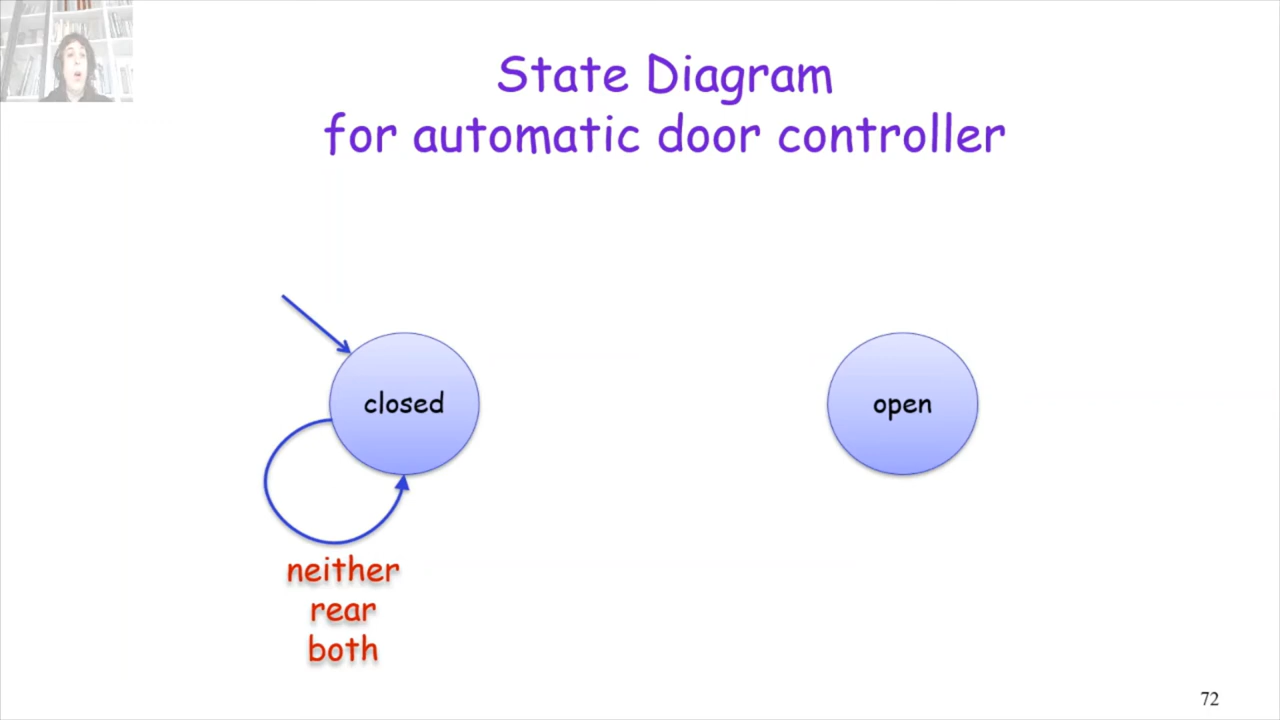 State Diagram
for automatic door controller
closed
open
neither
rear
both
72